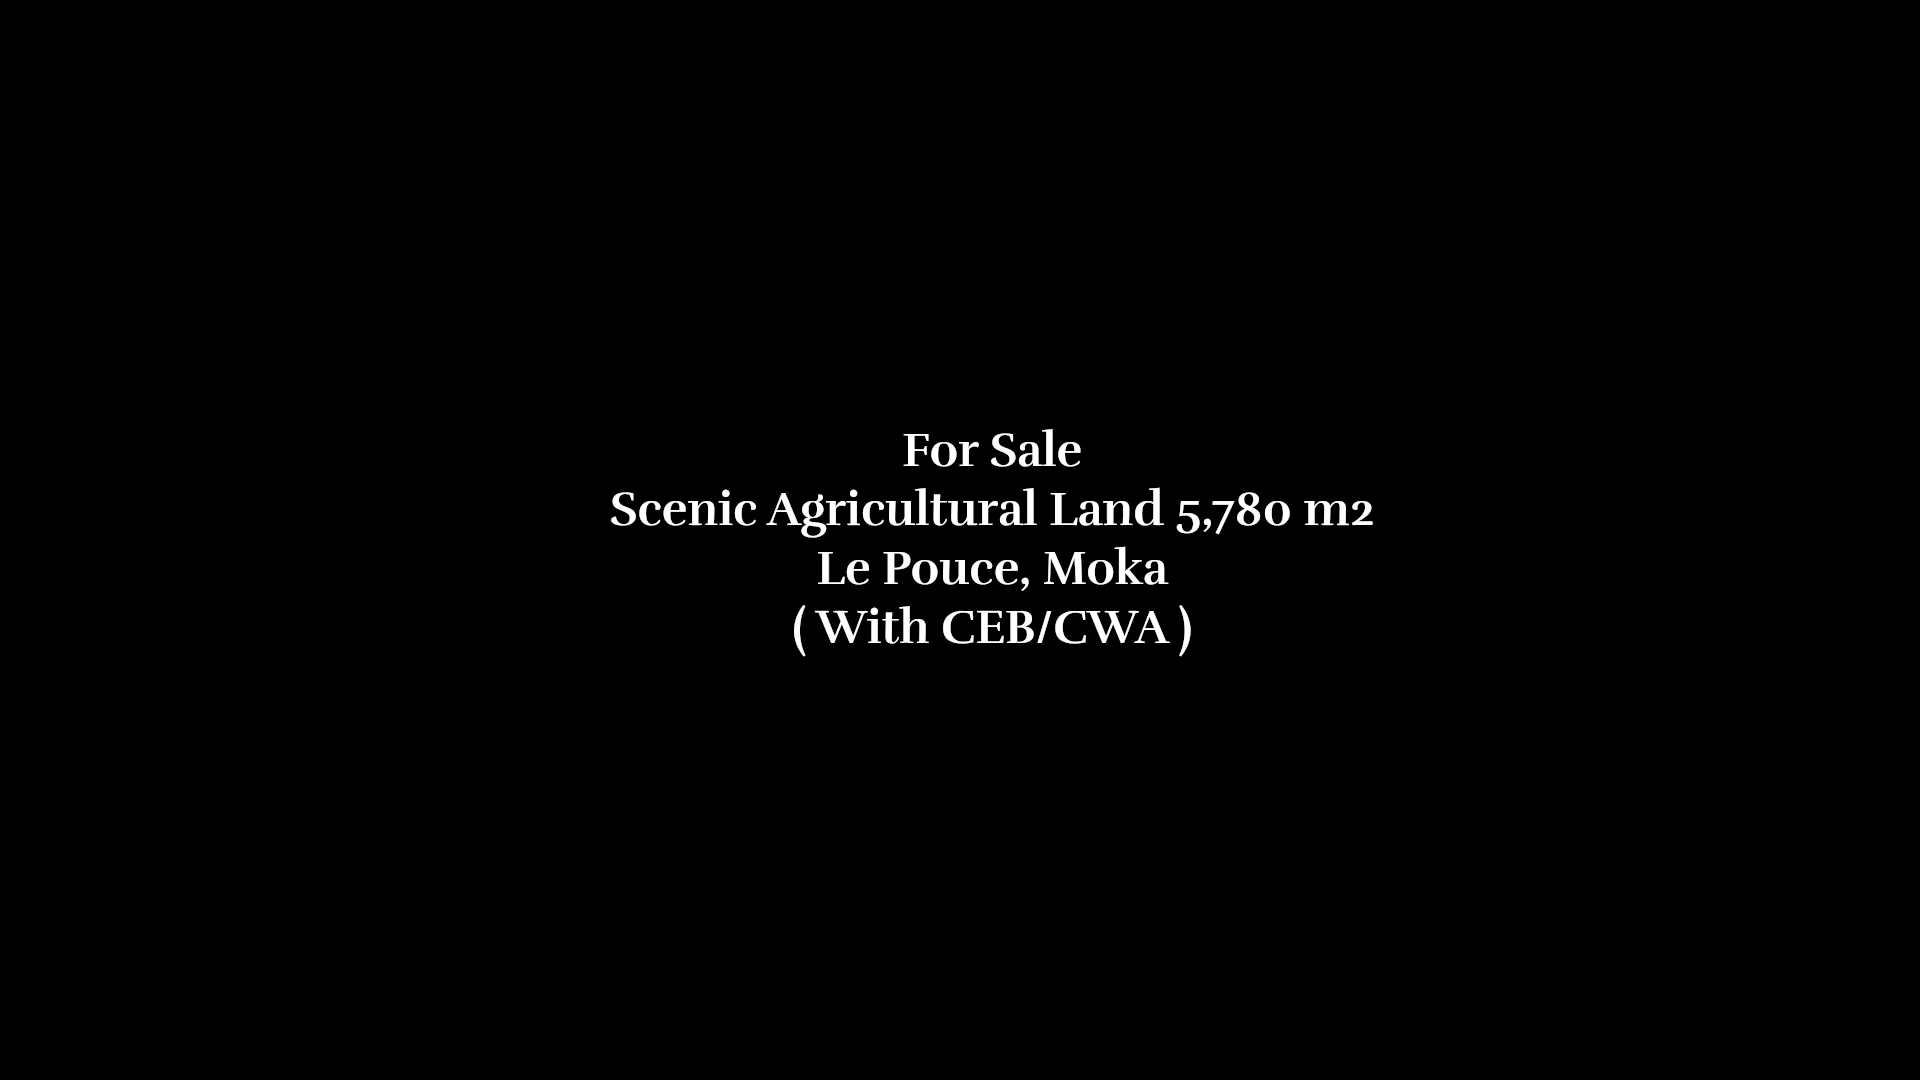 For Sale
Scenic Agricultural Land 5,780 m2
Le Pouce, Moka
( With CEB/CWA )